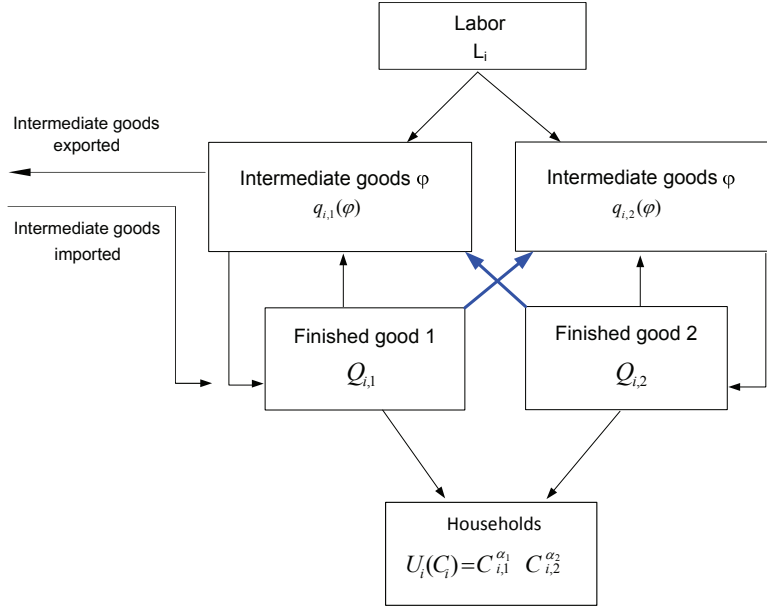 Labor
L_i
Intermediate goods
exported
Intermediate goods φ
q_{i,1}(φ)
Intermediate goods φ
q_{i,2}(φ)
Intermediate goods
imported
Finished good 1
Q_{i,1}
Finished good 2
Q_{i,2}
Households
U_i(C_i)=C_{i,1}^{α_1} C_{i,2}^{α_2}